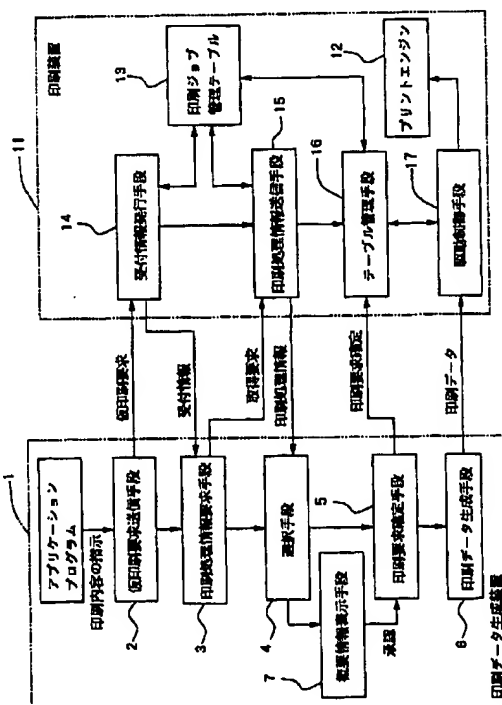 1
アプリケーション
プログラム
印刷内容の指示
2
仮印刷要求送信手段
3
印刷処理情報要求手段
4
選択手段
7
概要情報提示手段
承認
5
印刷要求確定手段
6
印刷データ生成手段
印刷データ生成装置
仮印刷要求
受付情報
取得要求
印刷処理情報
印刷要求確定
印刷データ
11
印刷装置
14
受付情報発行手段
13
印刷ジョブ
管理テーブル
15
印刷処理情報送信手段
16
テーブル管理手段
17
駆動制御手段
12
プリントエンジン